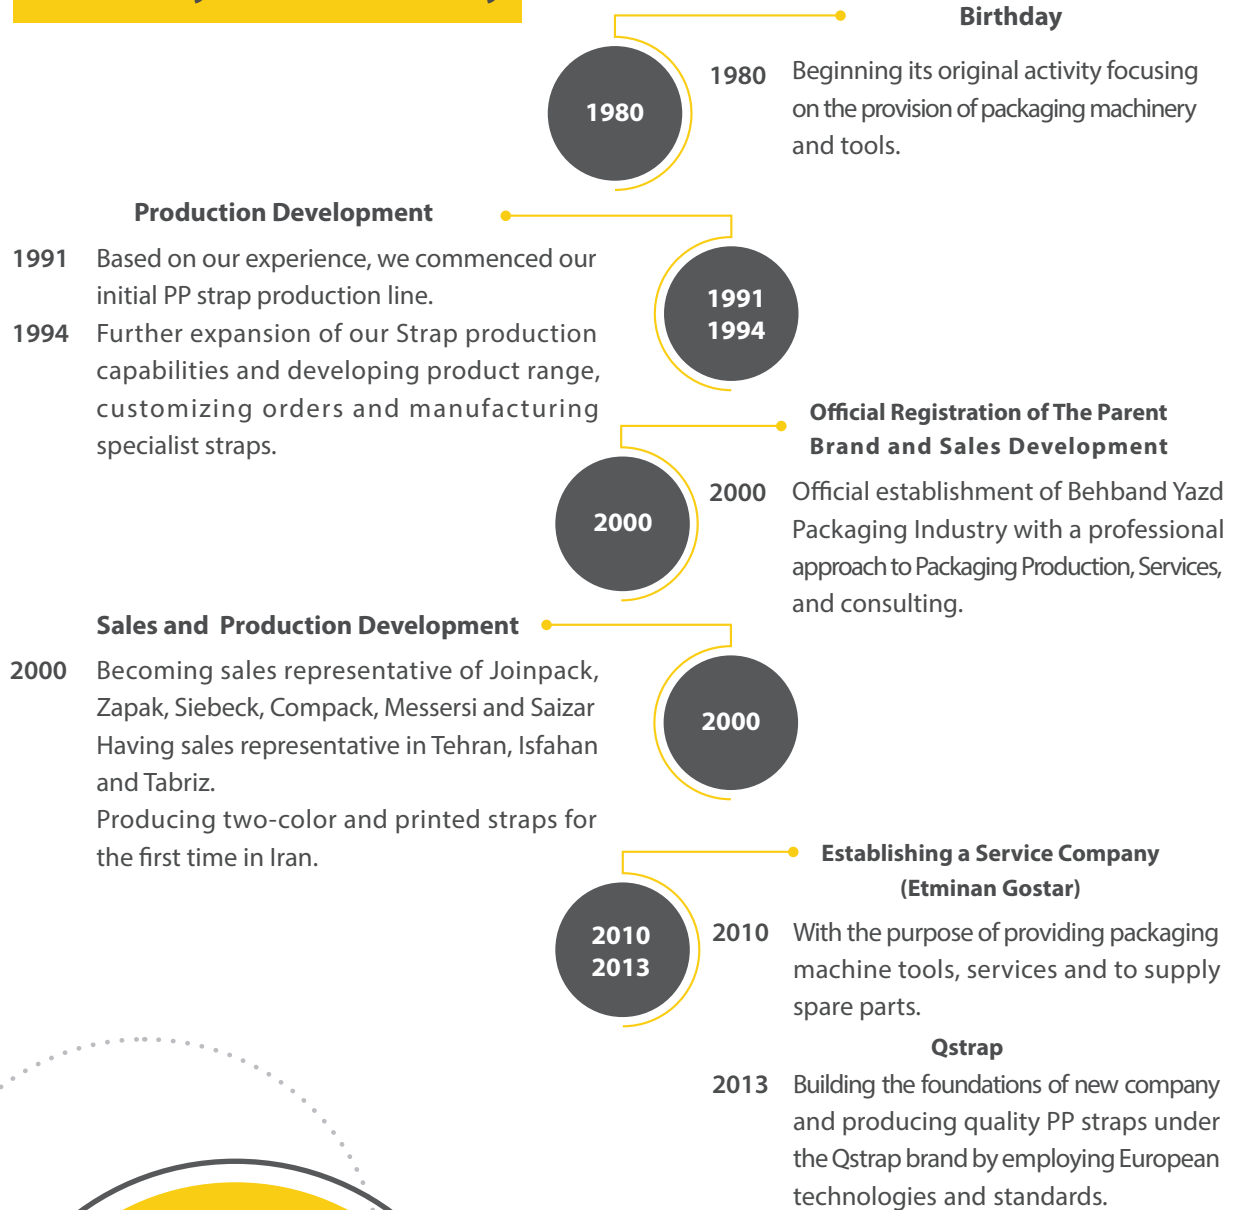 Birthday
1980
1980 Beginning its original activity focusing
on the provision of packaging machinery
and tools.
Production Development
1991 Based on our experience, we commenced our
initial PP strap production line.
1994 Further expansion of our Strap production
capabilities and developing product range,
customizing orders and manufacturing
specialist straps.
1991
1994
Official Registration of The Parent
Brand and Sales Development
2000
2000 Official establishment of Behband Yazd
Packaging Industry with a professional
approach to Packaging Production, Services,
and consulting.
Sales and Production Development
2000 Becoming sales representative of Joinpack,
Zapak, Siebeck, Compack, Messersi and Saizar
Having sales representative in Tehran, Isfahan
and Tabriz.
Producing two-color and printed straps for
the first time in Iran.
2000
Establishing a Service Company
(Etminan Gostar)
2010
2013
2010 With the purpose of providing packaging
machine tools, services and to supply
spare parts.
Qstrap
2013 Building the foundations of new company
and producing quality PP straps under
the Qstrap brand by employing European
technologies and standards.